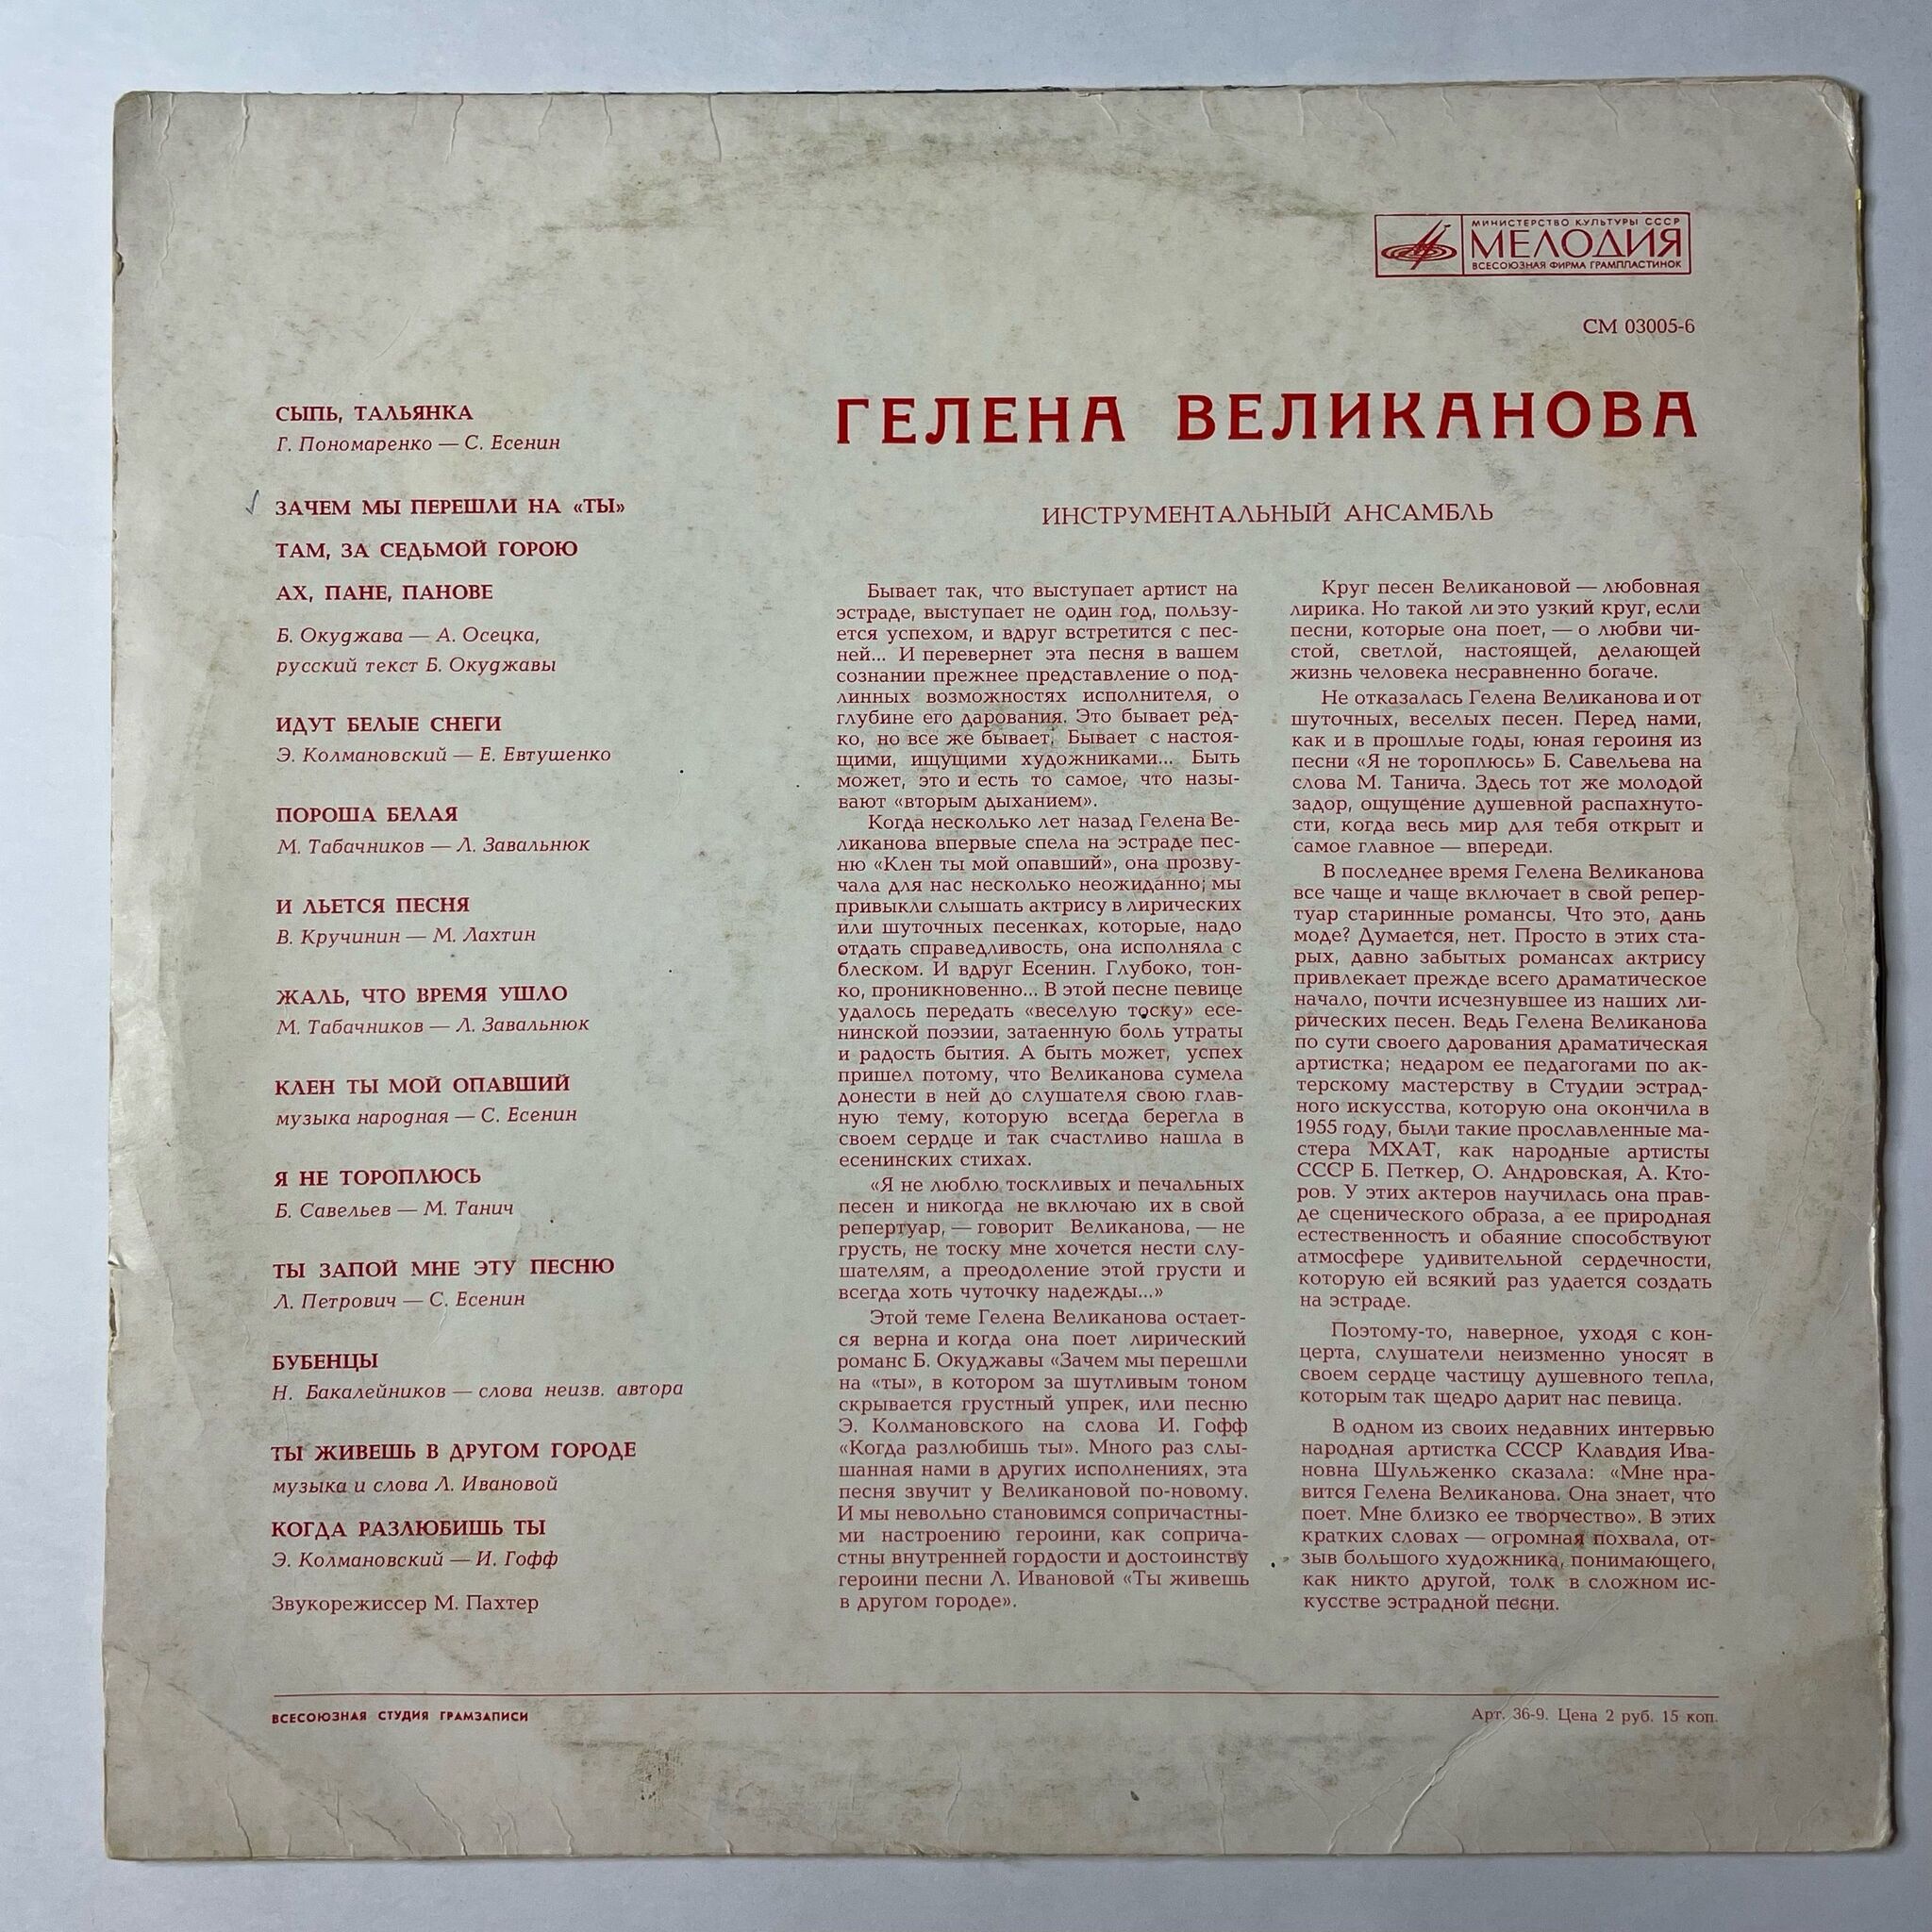 МИНИСТЕРСТВО КУЛЬТУРЫ СССР
МЕЛОДИЯ
ВСЕСОЮЗНАЯ ФИРМА ГРАМПЛАСТИНОК
СМ 03005-6
ГЕЛЕНА ВЕЛИКАНОВА
ИНСТРУМЕНТАЛЬНЫЙ АНСАМБЛЬ
СЫПЬ, ТАЛЬЯНКА
Г. Пономаренко — С. Есенин
ЗАЧЕМ МЫ ПЕРЕШЛИ НА «ТЫ»
ТАМ, ЗА СЕДЬМОЙ ГОРОЮ
АХ, ПАНЕ, ПАНОВЕ
Б. Окуджава — А. Осецка,
русский текст Б. Окуджавы
ИДУТ БЕЛЫЕ СНЕГИ
Э. Колмановский — Е. Евтушенко
ПОРОША БЕЛАЯ
М. Табачников — Л. Завальнюк
И ЛЬЕТСЯ ПЕСНЯ
В. Кручинин — М. Лахтин
ЖАЛЬ, ЧТО ВРЕМЯ УШЛО
М. Табачников — Л. Завальнюк
КЛЕН ТЫ МОЙ ОПАВШИЙ
музыка народная — С. Есенин
Я НЕ ТОРОПЛЮСЬ
Б. Савельев — М. Танич
ТЫ ЗАПОЙ МНЕ ЭТУ ПЕСНЮ
Л. Петрович — С. Есенин
БУБЕНЦЫ
Н. Бакалейников — слова неизв. автора
ТЫ ЖИВЕШЬ В ДРУГОМ ГОРОДЕ
музыка и слова Л. Ивановой
КОГДА РАЗЛЮБИШЬ ТЫ
Э. Колмановский — И. Гофф
Звукорежиссер М. Пахтер
Бывает так, что выступает артист на
эстраде, выступает не один год, пользу-
ется успехом, и вдруг встретится с пес-
ней... И перевернет эта песня в вашем
сознании прежнее представление о под-
линных возможностях исполнителя, о
глубине его дарования. Это бывает ред-
ко, но все же бывает. Бывает с настоя-
щими, ищущими художниками... Быть
может, это и есть то самое, что назы-
вают «вторым дыханием».
Когда несколько лет назад Гелена Ве-
ликанова впервые спела на эстраде пес-
ню «Клен ты мой опавший», она прозву-
чала для нас несколько неожиданно; мы
привыкли слышать актрису в лирических
или шуточных песенках, которые, надо
отдать справедливость, она исполняла с
блеском. И вдруг Есенин. Глубоко, тон-
ко, проникновенно... В этой песне певице
удалось передать «веселую тоску» есе-
нинской поэзии, затаенную боль утраты
и радость бытия. А быть может, успех
пришел потому, что Великанова сумела
донести в ней до слушателя свою глав-
ную тему, которую всегда берегла в
своем сердце и так счастливо нашла в
есенинских стихах.
«Я не люблю тоскливых и печальных
песен и никогда не включаю их в свой
репертуар, — говорит Великанова, — не
грусть, не тоску мне хочется нести слу-
шателям, а преодоление этой грусти и
всегда хоть чуточку надежды...»
Этой теме Гелена Великанова остает-
ся верна и когда она поет лирический
романс Б. Окуджавы «Зачем мы перешли
на «ты», в котором за шутливым тоном
скрывается грустный упрек, или песню
Э. Колмановского на слова И. Гофф
«Когда разлюбишь ты». Много раз слы-
шанная нами в других исполнениях, эта
песня звучит у Великановой по-новому.
И мы невольно становимся сопричастны-
ми настроению героини, как соприча-
стны внутренней гордости и достоинству
героини песни Л. Ивановой «Ты живешь
в другом городе».
Круг песен Великановой — любовная
лирика. Но такой ли это узкий круг, если
песни, которые она поет, — о любви чи-
стой, светлой, настоящей, делающей
жизнь человека несравненно богаче.
Не отказалась Гелена Великанова и от
шуточных, веселых песен. Перед нами,
как и в прошлые годы, юная героиня из
песни «Я не тороплюсь» Б. Савельева на
слова М. Танича. Здесь тот же молодой
задор, ощущение душевной распахнуто-
сти, когда весь мир для тебя открыт и
самое главное — впереди.
В последнее время Гелена Великанова
все чаще и чаще включает в свой репер-
туар старинные романсы. Что это, дань
моде? Думается, нет. Просто в этих ста-
рых, давно забытых романсах актрису
привлекает прежде всего драматическое
начало, почти исчезнувшее из наших ли-
рических песен. Ведь Гелена Великанова
по сути своего дарования драматическая
артистка; недаром ее педагогами по ак-
терскому мастерству в Студии эстрад-
ного искусства, которую она окончила в
1955 году, были такие прославленные ма-
стера МХАТ, как народные артисты
СССР Б. Петкер, О. Андровская, А. Кто-
ров. У этих актеров научилась она прав-
де сценического образа, а ее природная
естественность и обаяние способствуют
атмосфере удивительной сердечности,
которую ей всякий раз удается создать
на эстраде.
Поэтому-то, наверное, уходя с кон-
церта, слушатели неизменно уносят в
своем сердце частицу душевного тепла,
которым так щедро дарит нас певица.
В одном из своих недавних интервью
народная артистка СССР Клавдия Ива-
новна Шульженко сказала: «Мне нра-
вится Гелена Великанова. Она знает, что
поет. Мне близко ее творчество». В этих
кратких словах — огромная похвала, от-
зыв большого художника, понимающего,
как никто другой, толк в сложном ис-
кусстве эстрадной песни.
ВСЕСОЮЗНАЯ СТУДИЯ ГРАМЗАПИСИ
Арт. 36-9. Цена 2 руб. 15 коп.